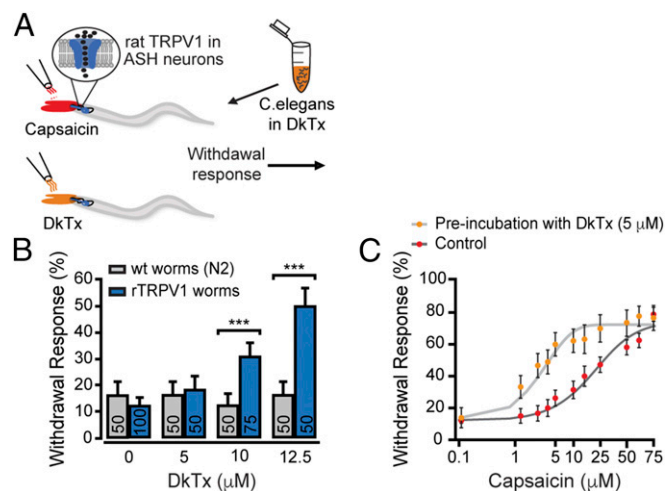 A
rat TRPV1 in
ASH neurons
Capsaicin
C.elegans
in DkTx
Withdawal
response
DkTx
B
Withdrawal Response (%)
60
50
40
30
20
10
0
wt worms (N2)
rTRPV1 worms
***
***
50
100
50
50
50
75
50
50
0
5
10
12.5
DkTx (µM)
Pre-incubation with DkTx (5 µM)
Control
C
Withdrawal Response (%)
100
80
60
40
20
0
0.1
1
5
10
25
50
75
Capsaicin (µM)